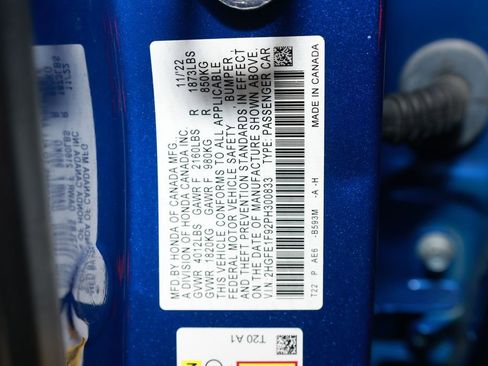 MFD BY HONDA OF CANADA MFG. 11/22
A DIVISION OF HONDA CANADA INC.
GVWR 4012LBS GAWR F 2160LBS R 1873LBS
GVWR 1820KG GAWR F 980KG R 850KG
THIS VEHICLE CONFORMS TO ALL APPLICABLE
FEDERAL MOTOR VEHICLE SAFETY, BUMPER
AND THEFT PREVENTION STANDARDS IN EFFECT
ON THE DATE OF MANUFACTURE SHOWN ABOVE.
V.I.N. 2HGFE1F92PH300833 TYPE: PASSENGER CAR
MADE IN CANADA
T22 P AE6 -B593M -A -H
T20 A1